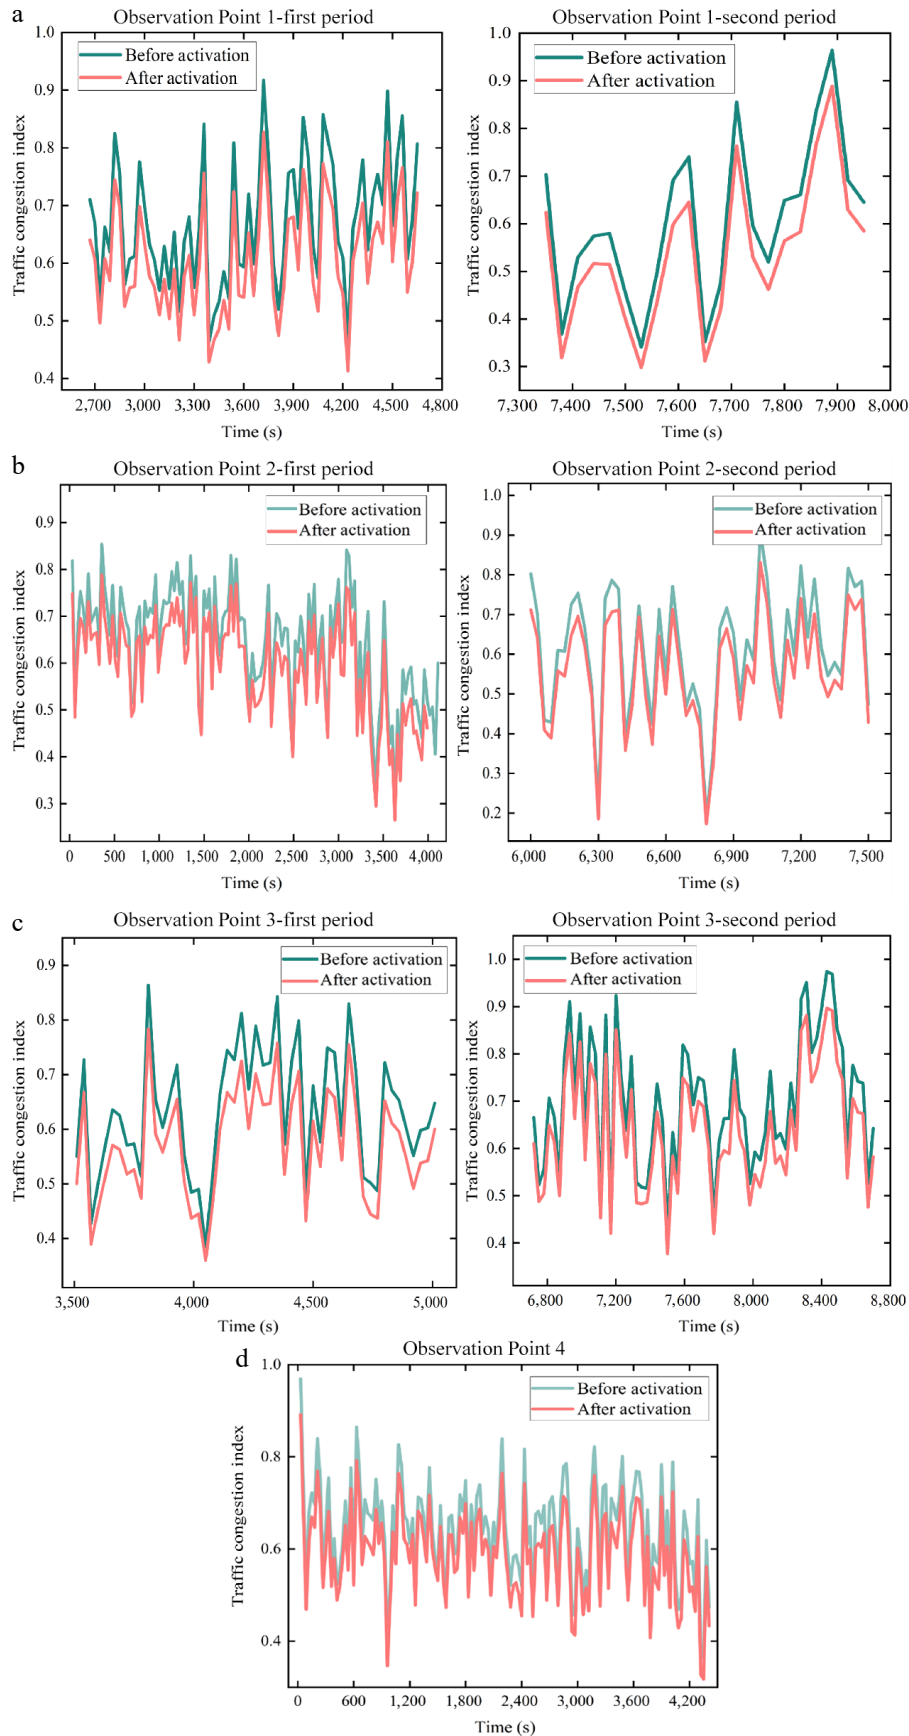 a
Observation Point 1-first period
Observation Point 1-second period
1.0
0.9
0.8
0.7
0.6
0.5
0.4
Before activation
After activation
Traffic congestion index
2,700 3,000 3,300 3,600 3,900 4,200 4,500 4,800
Time (s)
1.0
0.9
0.8
0.7
0.6
0.5
0.4
0.3
Before activation
After activation
Traffic congestion index
7,300 7,400 7,500 7,600 7,700 7,800 7,900 8,000
Time (s)
b
Observation Point 2-first period
Observation Point 2-second period
0.9
0.8
0.7
0.6
0.5
0.4
0.3
Before activation
After activation
Traffic congestion index
0 500 1,000 1,500 2,000 2,500 3,000 3,500 4,000
Time (s)
1.0
0.9
0.8
0.7
0.6
0.5
0.4
0.3
0.2
Before activation
After activation
Traffic congestion index
6,000 6,300 6,600 6,900 7,200 7,500
Time (s)
c
Observation Point 3-first period
Observation Point 3-second period
0.9
0.8
0.7
0.6
0.5
0.4
Before activation
After activation
Traffic congestion index
3,500 4,000 4,500 5,000
Time (s)
1.0
0.9
0.8
0.7
0.6
0.5
0.4
Before activation
After activation
Traffic congestion index
6,800 7,200 7,600 8,000 8,400 8,800
Time (s)
d
Observation Point 4
1.0
0.8
0.6
0.4
Before activation
After activation
Traffic congestion index
0 600 1,200 1,800 2,400 3,000 3,600 4,200
Time (s)